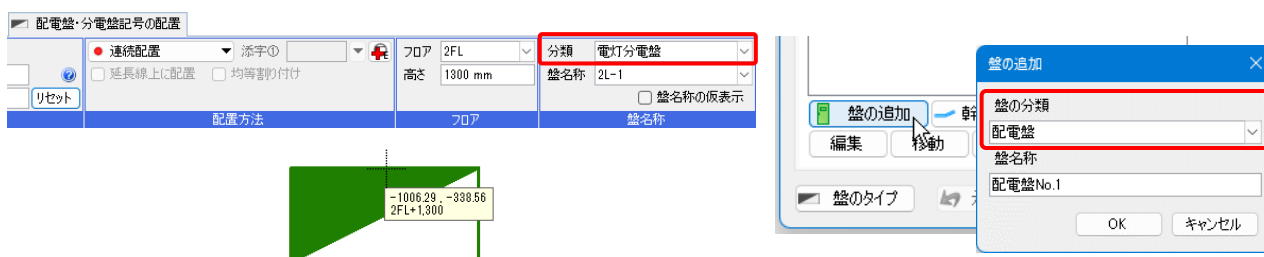 配電盤・分電盤記号の配置
連続配置 添字①
延長線上に配置 均等割り付け
リセット
配置方法
フロア 2FL
高さ 1300 mm
フロア
分類 電灯分電盤
盤名称 2L-1
盤名称の仮表示
盤名称
-1006.29 , -338.56
2FL+1,300
盤の追加 幹
編集 移動
盤のタイプ
盤の追加
盤の分類
配電盤
盤名称
配電盤No.1
OK キャンセル